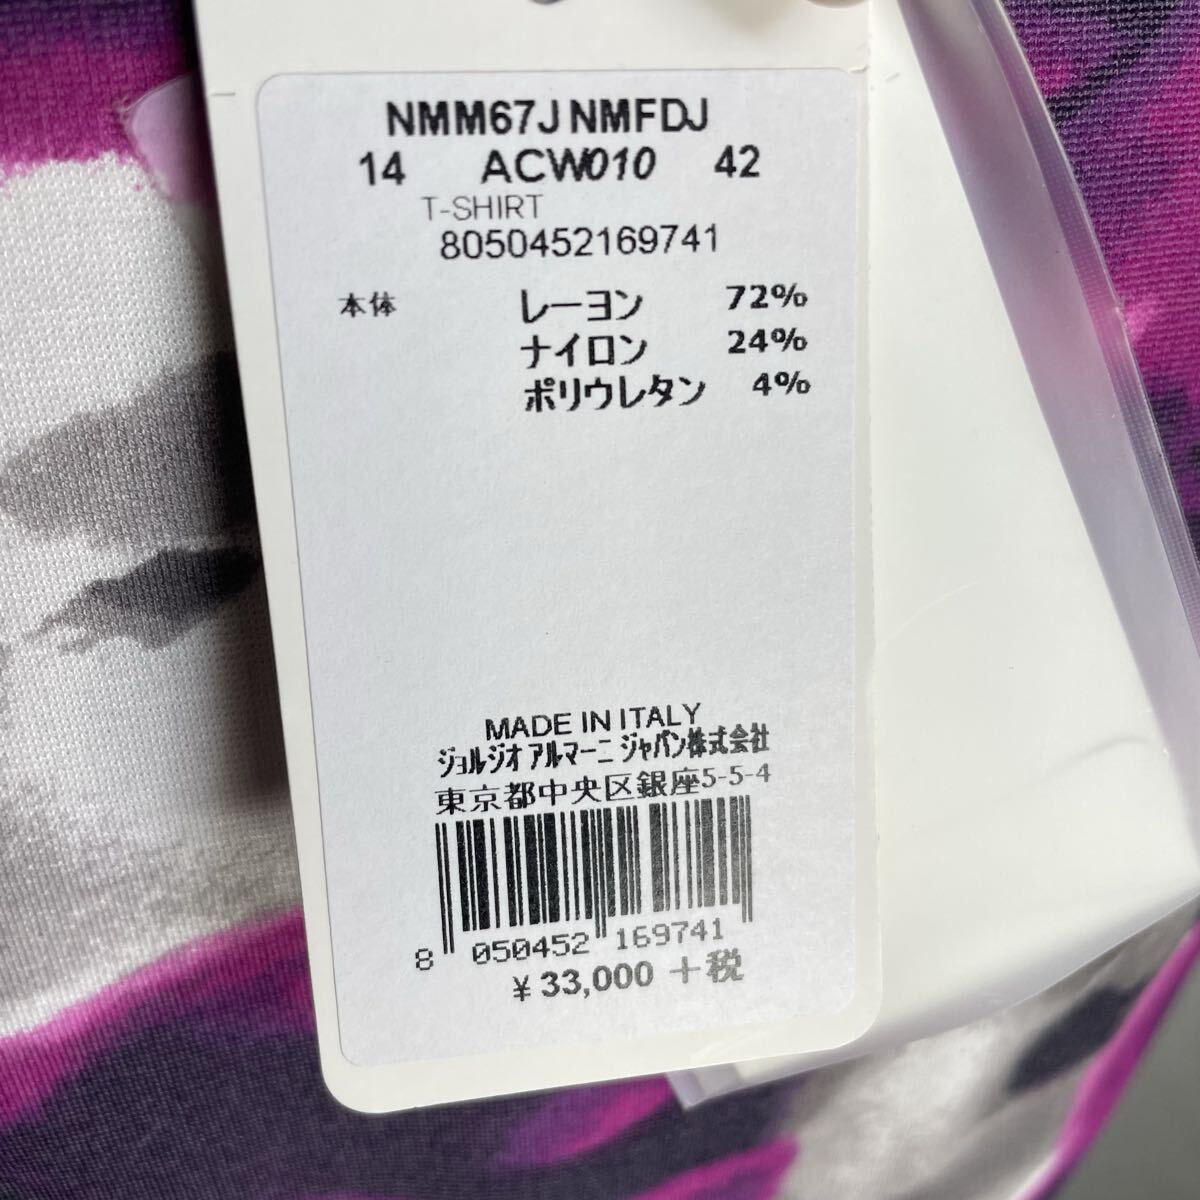 NMM67J NMFDJ
14 ACW010 42
T-SHIRT
8050452169741
本体 レーヨン 72%
ナイロン 24%
ポリウレタン 4%
MADE IN ITALY
ジョルジオ アルマーニ ジャパン株式会社
東京都中央区銀座5-5-4
8 050452 169741
¥ 33,000 +税